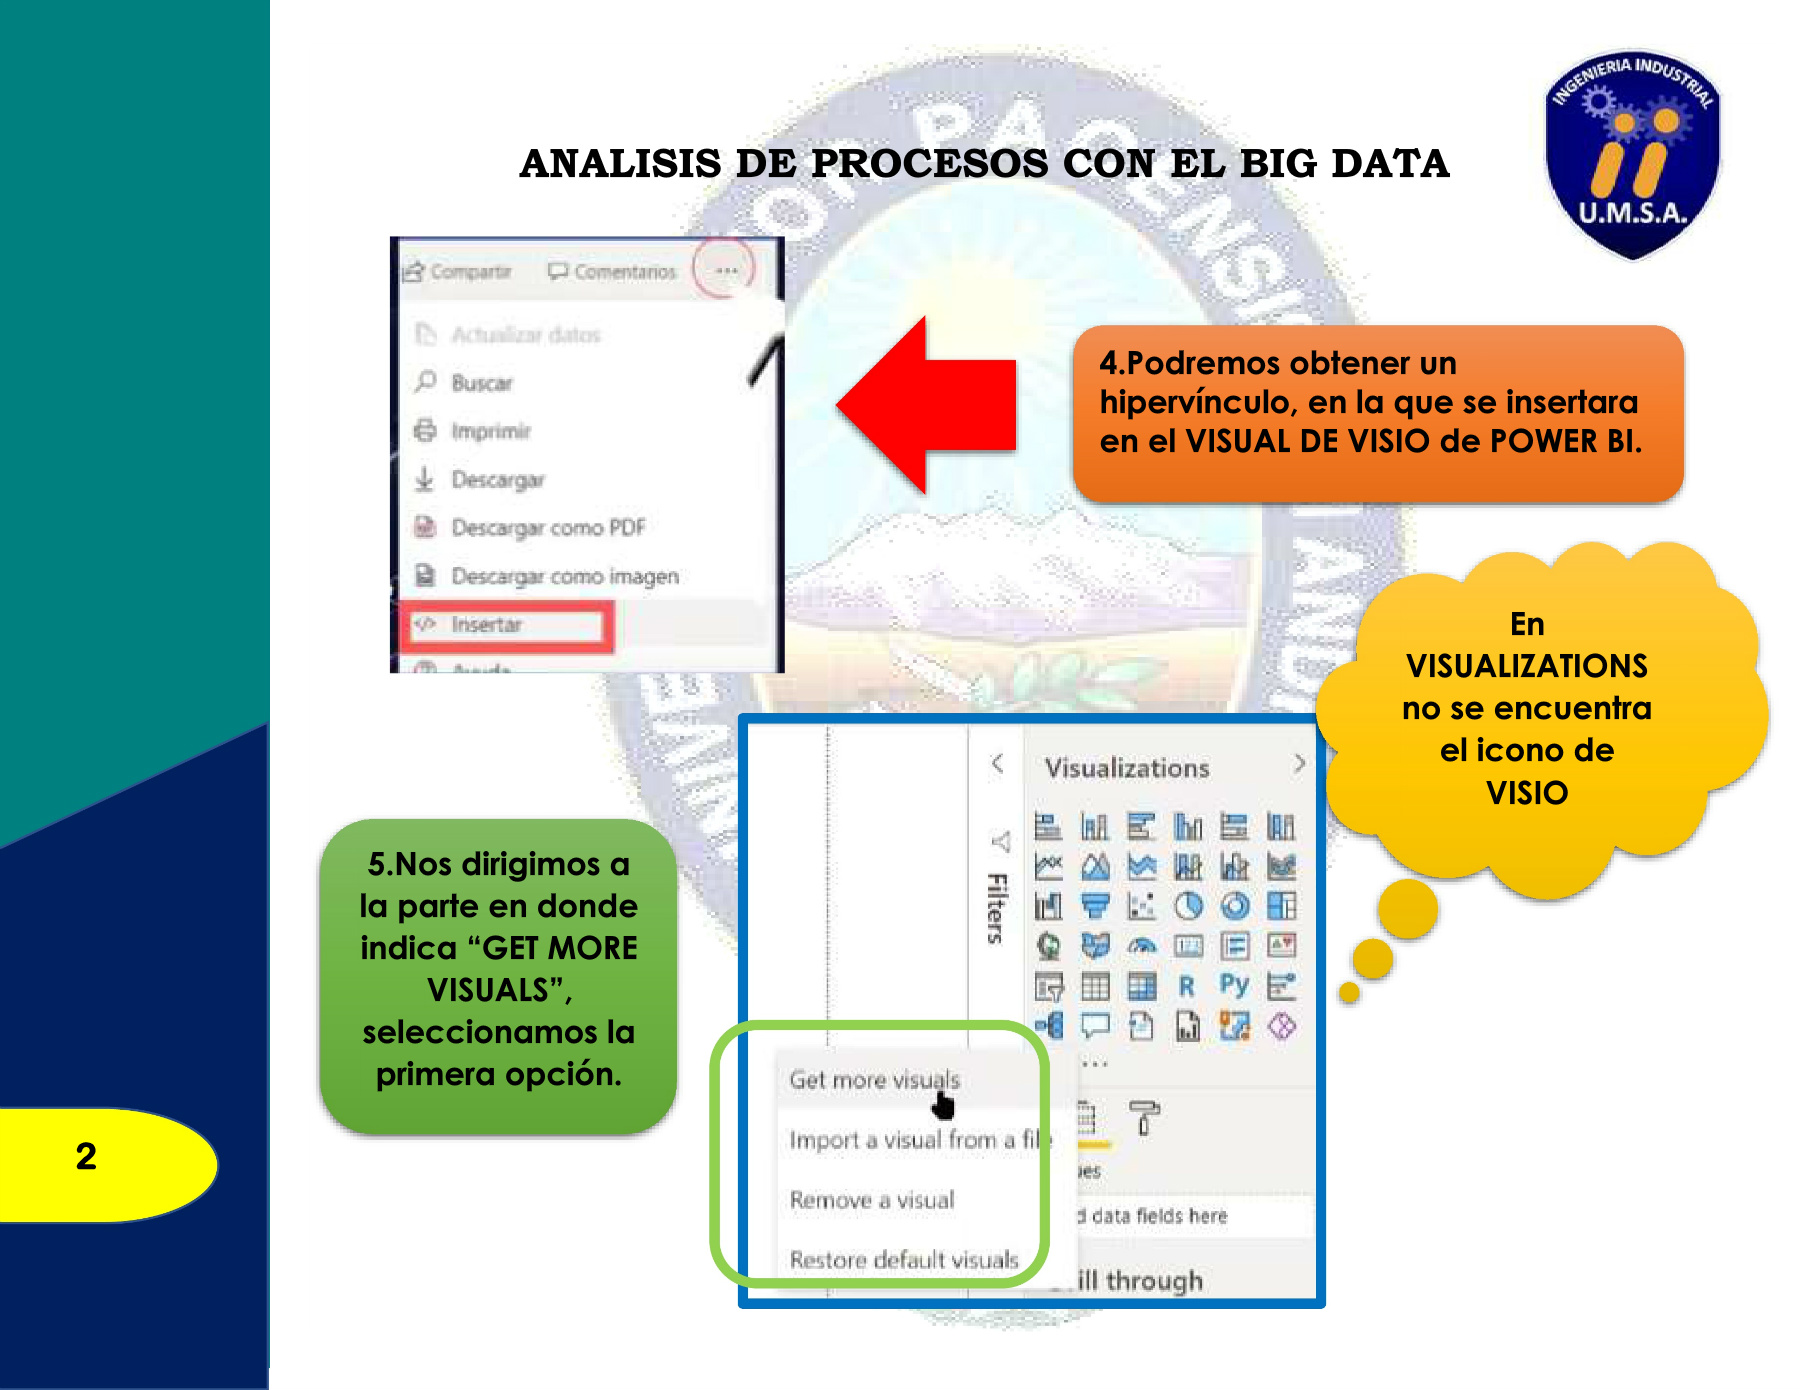 INGENIERIA INDUSTRIAL
U.M.S.A.
ANALISIS DE PROCESOS CON EL BIG DATA
Compartir
Comentarios
...
Actualizar datos
Buscar
Imprimir
Descargar
Descargar como PDF
Descargar como imagen
</> Insertar
Ayuda
4.Podremos obtener un
hipervínculo, en la que se insertara
en el VISUAL DE VISIO de POWER BI.
En
VISUALIZATIONS
no se encuentra
el icono de
VISIO
5.Nos dirigimos a
la parte en donde
indica “GET MORE
VISUALS”,
seleccionamos la
primera opción.
Visualizations
Filters
R
Py
...
Get more visuals
Import a visual from a file
Remove a visual
Restore default visuals
ues
d data fields here
ill through
2